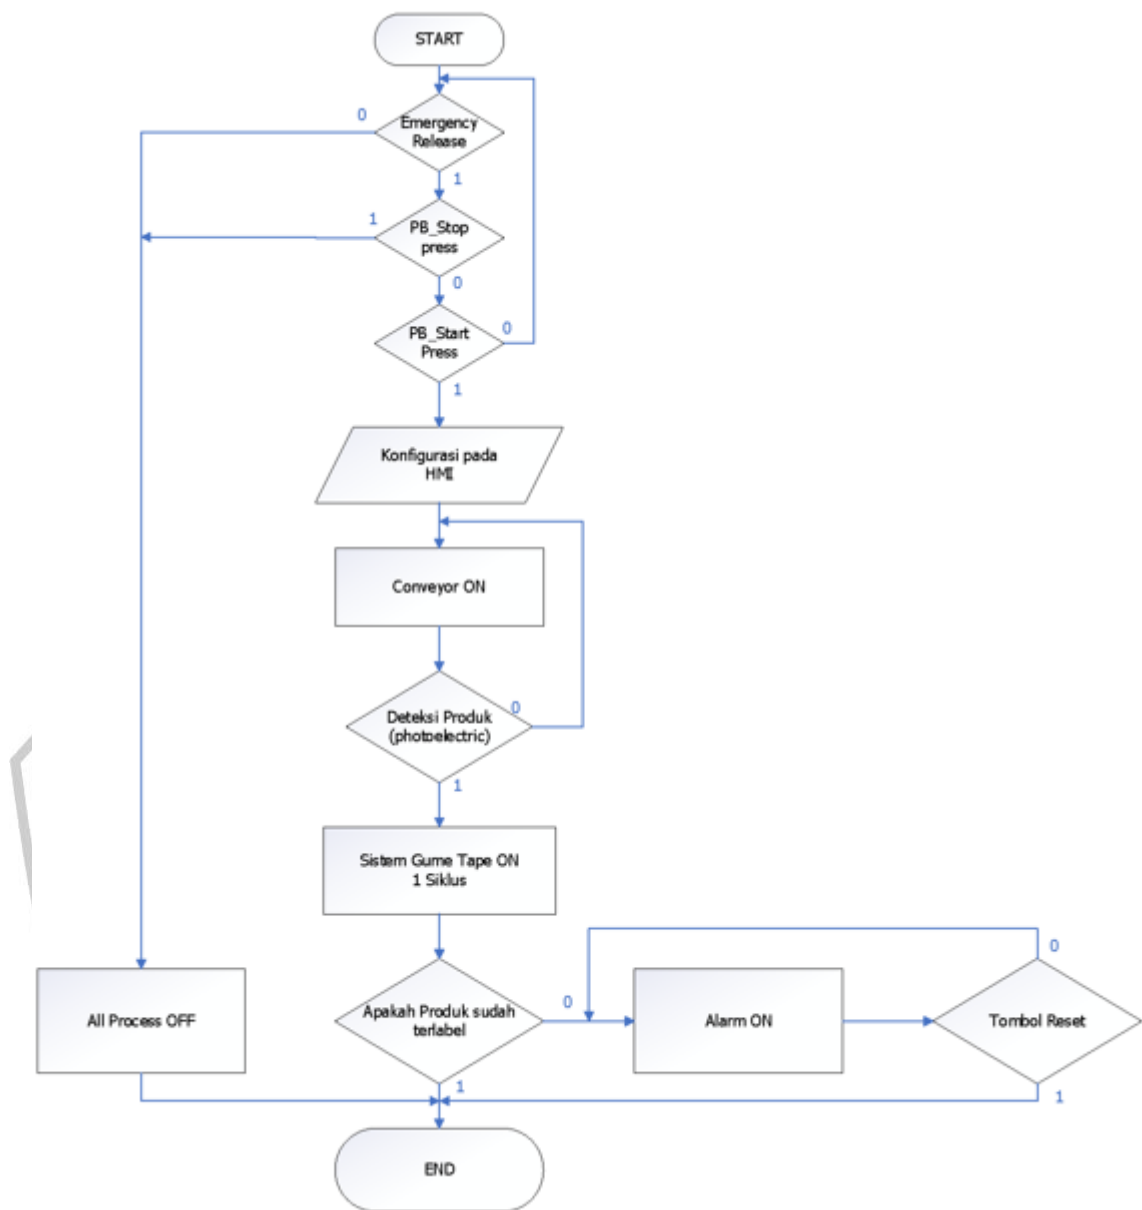 START
0
Emergency
Release
1
1
PB_Stop
press
0
PB_Start
Press
0
1
Konfigurasi pada
HMI
Conveyor ON
Deteksi Produk
(photoelectric)
0
1
Sistem Gume Tape ON
1 Siklus
All Process OFF
Apakah Produk sudah
terlabel
0
1
Alarm ON
Tombol Reset
0
1
END